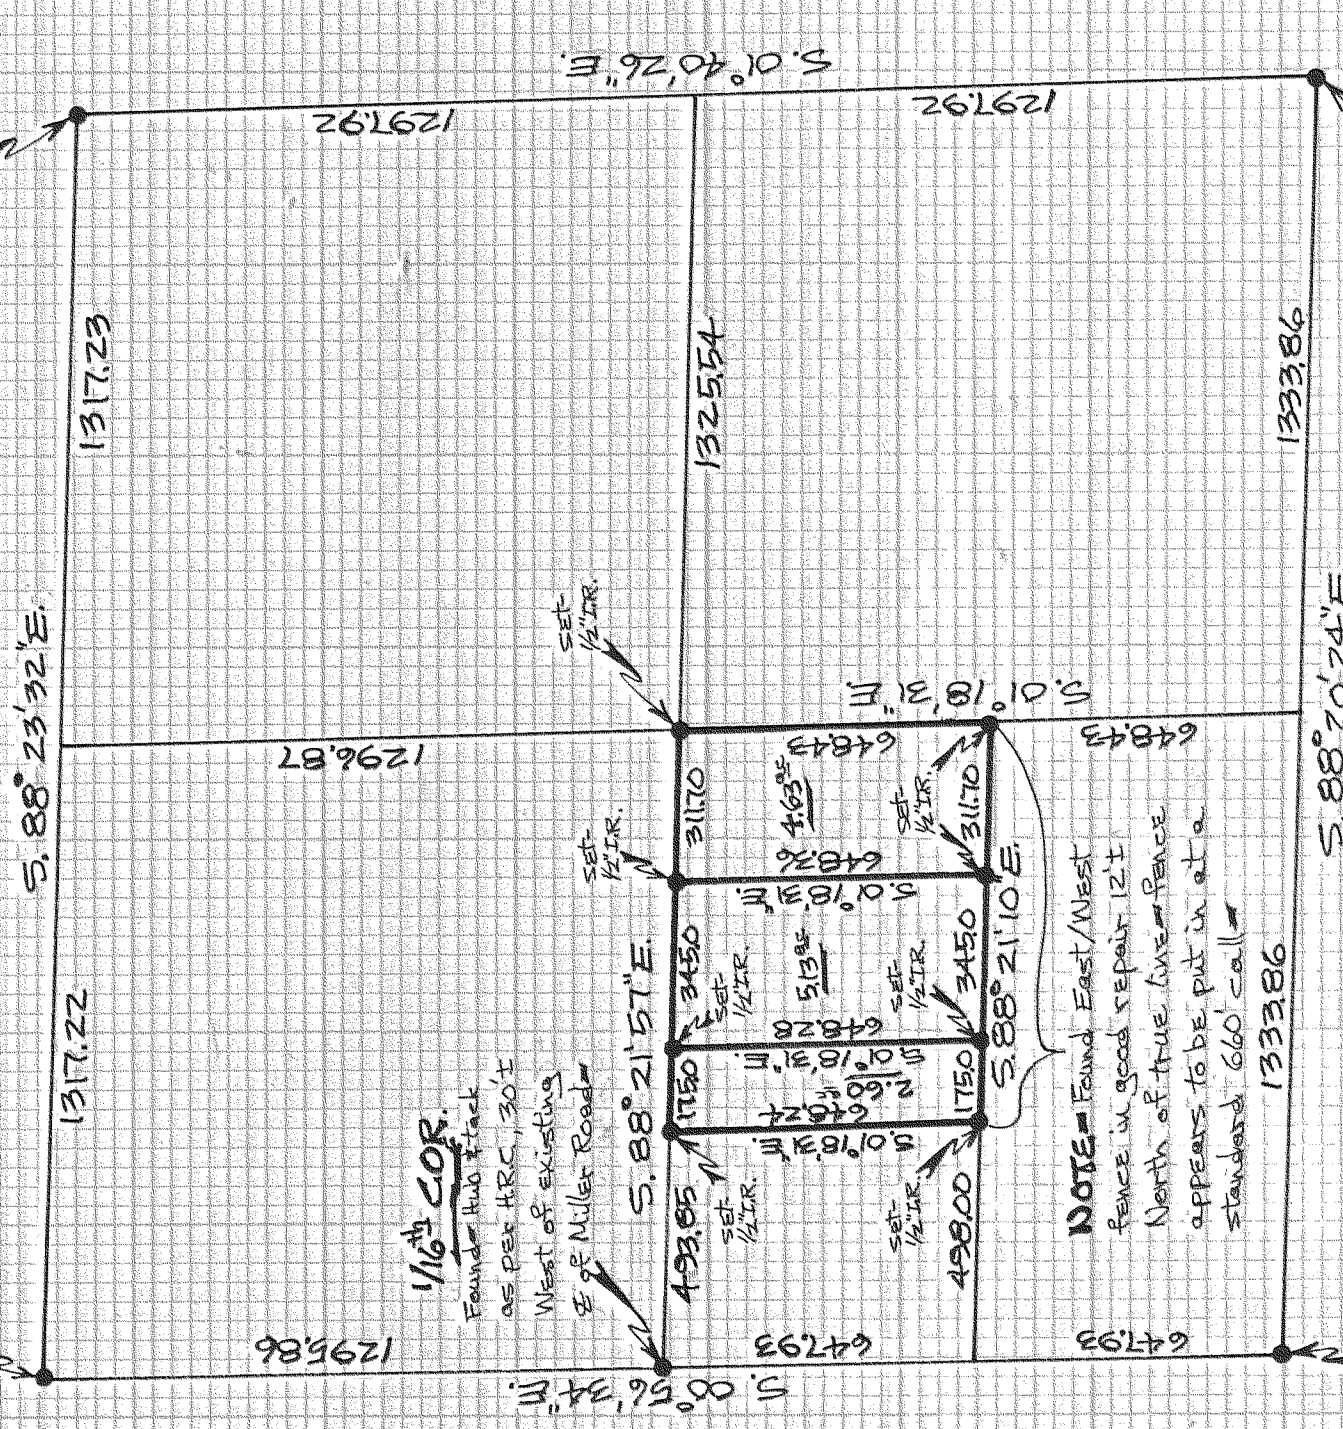 S. 88° 23' 32" E.
1317.22
1317.23
S. 01° 40' 26" E.
1297.92
1297.92
1295.86
1296.87
1/16th COR.
Found- Hub & tack
as per H.R.C., 30'±
West of existing
℄ of Miller Road
S. 00° 56' 34" E.
S. 88° 21' 57" E.
1325.54
SET-
1/2" I.R.
SET-
1/2" I.R.
493.85
175.0
345.0
311.70
SET-
1/2" I.R.
SET-
1/2" I.R.
647.93
S. 01° 18' 31" E.
648.24
2.60
S. 01° 18' 31" E.
648.28
5.13 ac
S. 01° 18' 31" E.
648.36
4.63 ac
648.43
S. 01° 18' 31" E.
SET-
1/2" I.R.
SET-
1/2" I.R.
SET-
1/2" I.R.
498.00
175.0
345.0
311.70
S. 88° 21' 10" E.
647.93
648.43
NOTE= Found East/West
fence in good repair 12'±
North of true line = fence
appears to be put in at a
standard 660' call
1333.86
1333.86
S. 88° 20' 24" E